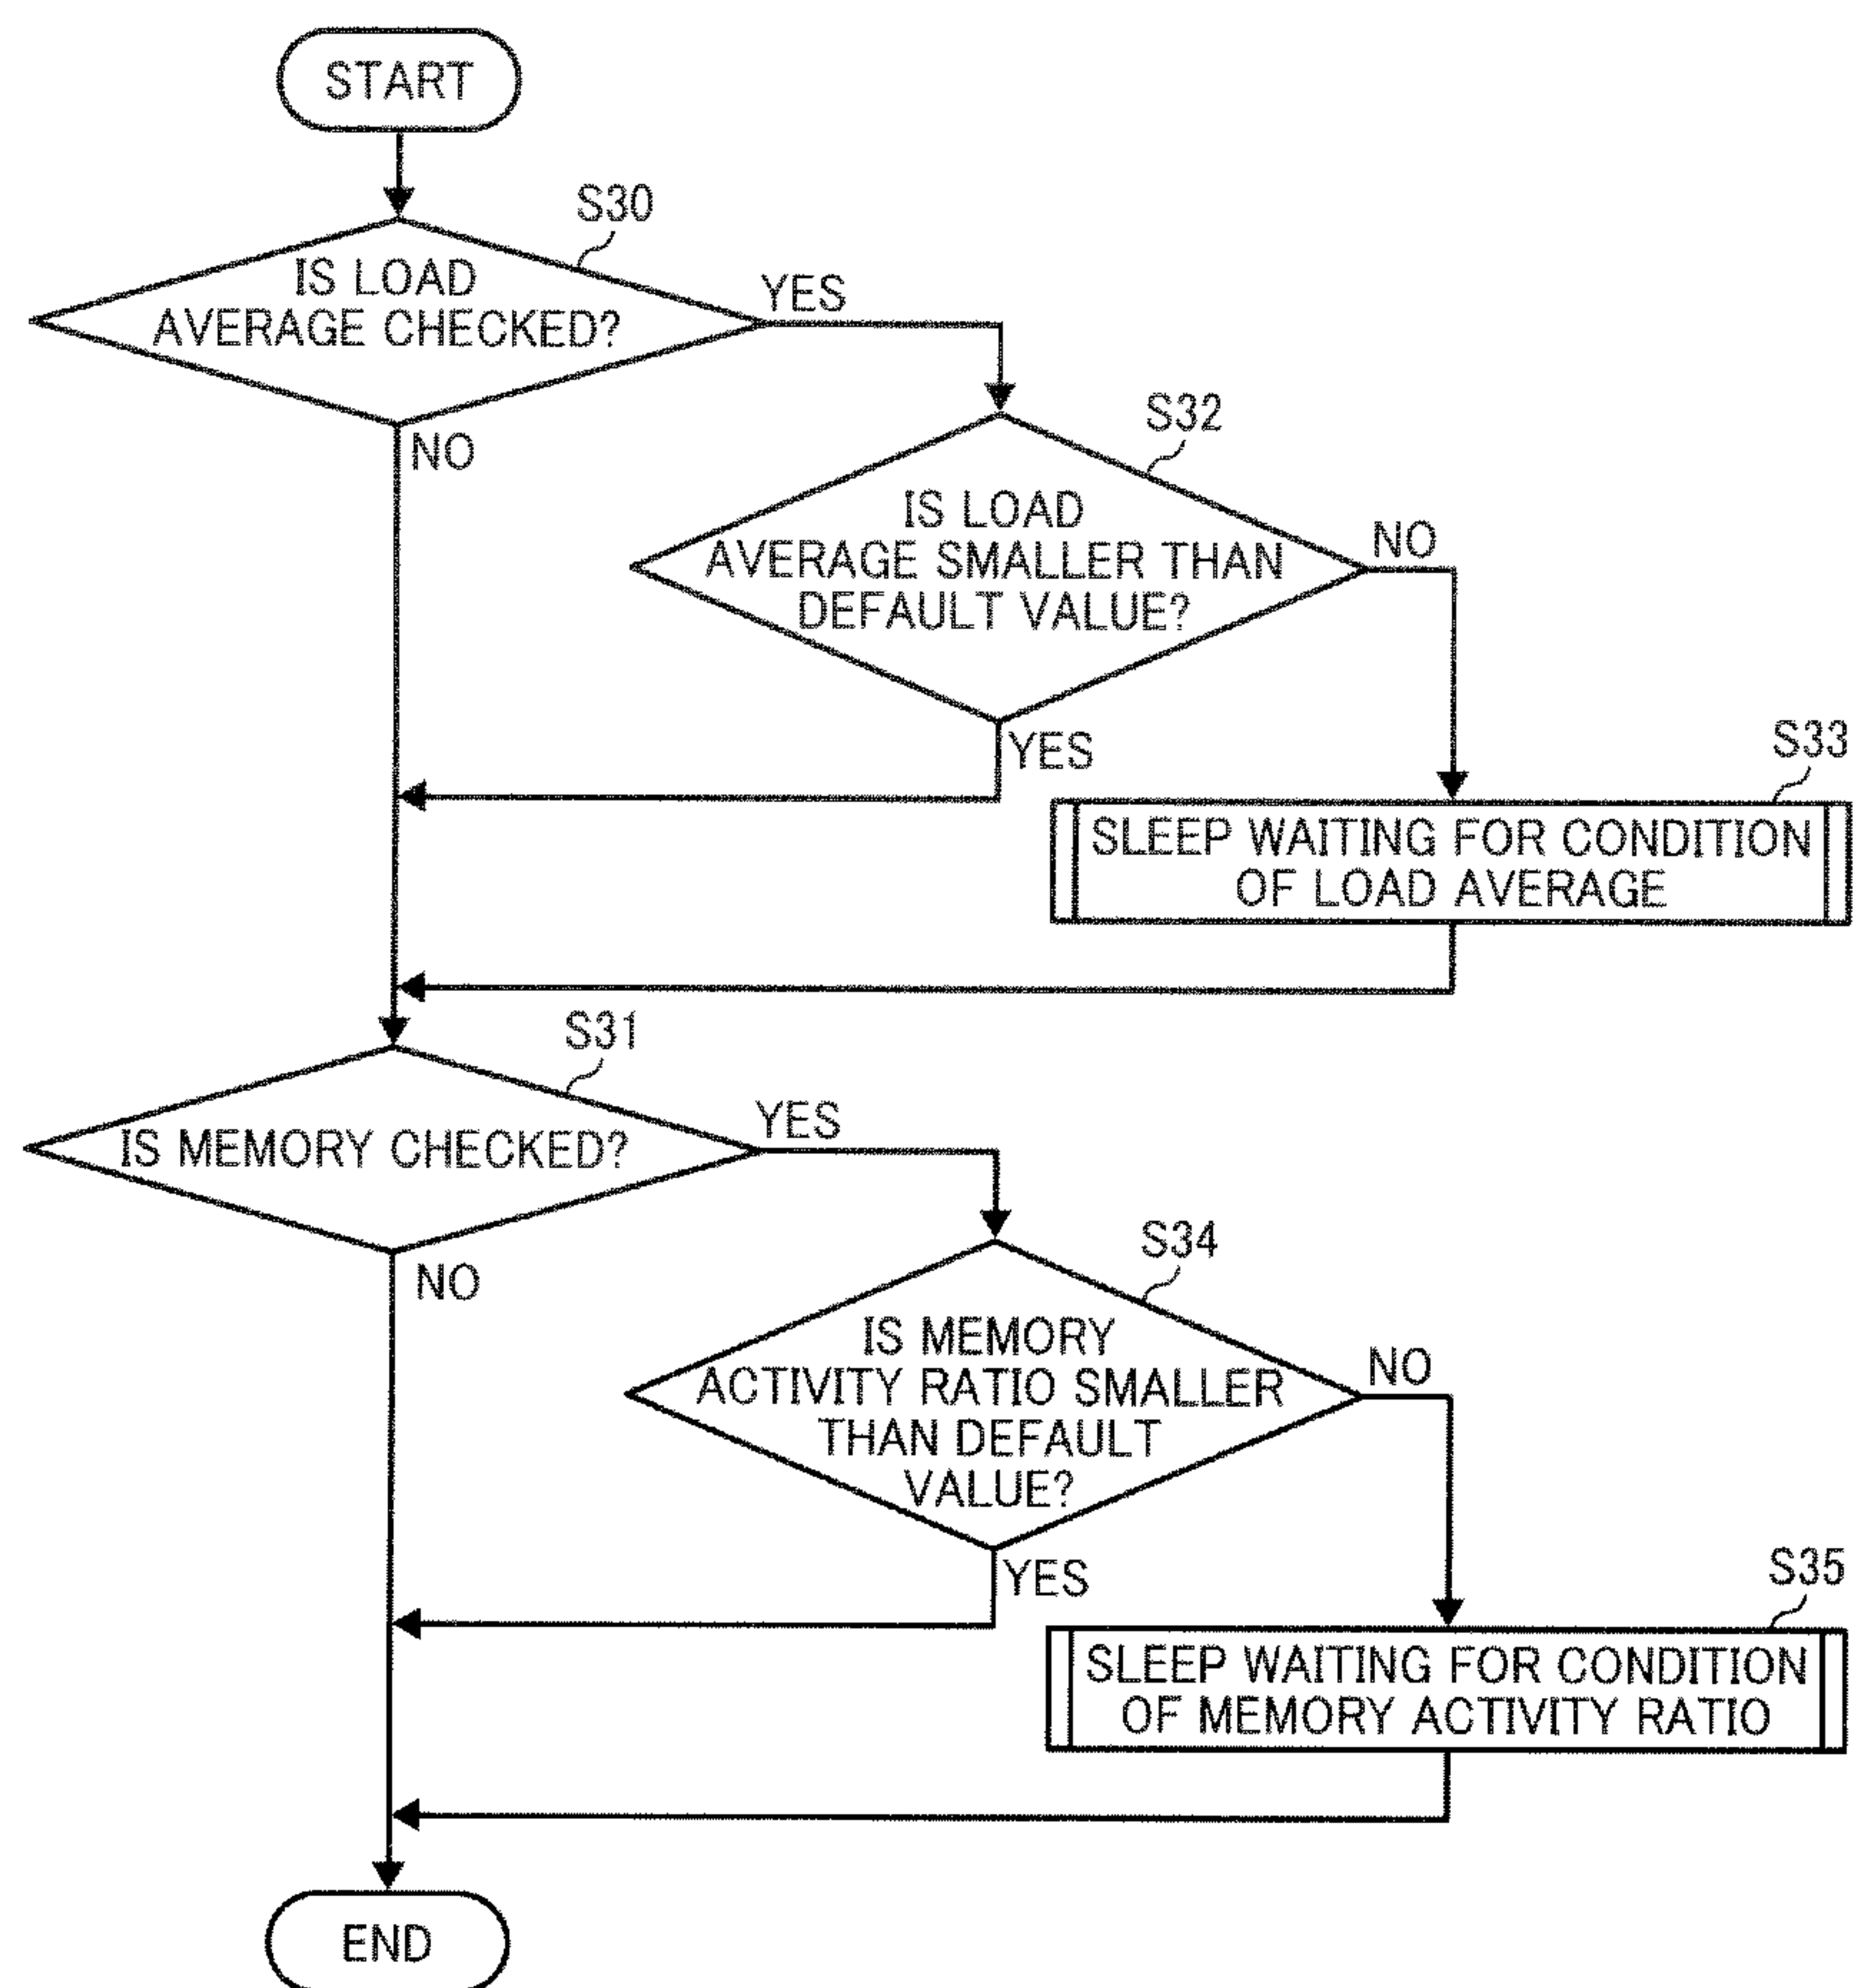 START
S30
IS LOAD
AVERAGE CHECKED?
YES
NO
S32
IS LOAD
AVERAGE SMALLER THAN
DEFAULT VALUE?
NO
YES
S33
SLEEP WAITING FOR CONDITION
OF LOAD AVERAGE
S31
IS MEMORY CHECKED?
YES
NO
S34
IS MEMORY
ACTIVITY RATIO SMALLER
THAN DEFAULT
VALUE?
NO
YES
S35
SLEEP WAITING FOR CONDITION
OF MEMORY ACTIVITY RATIO
END